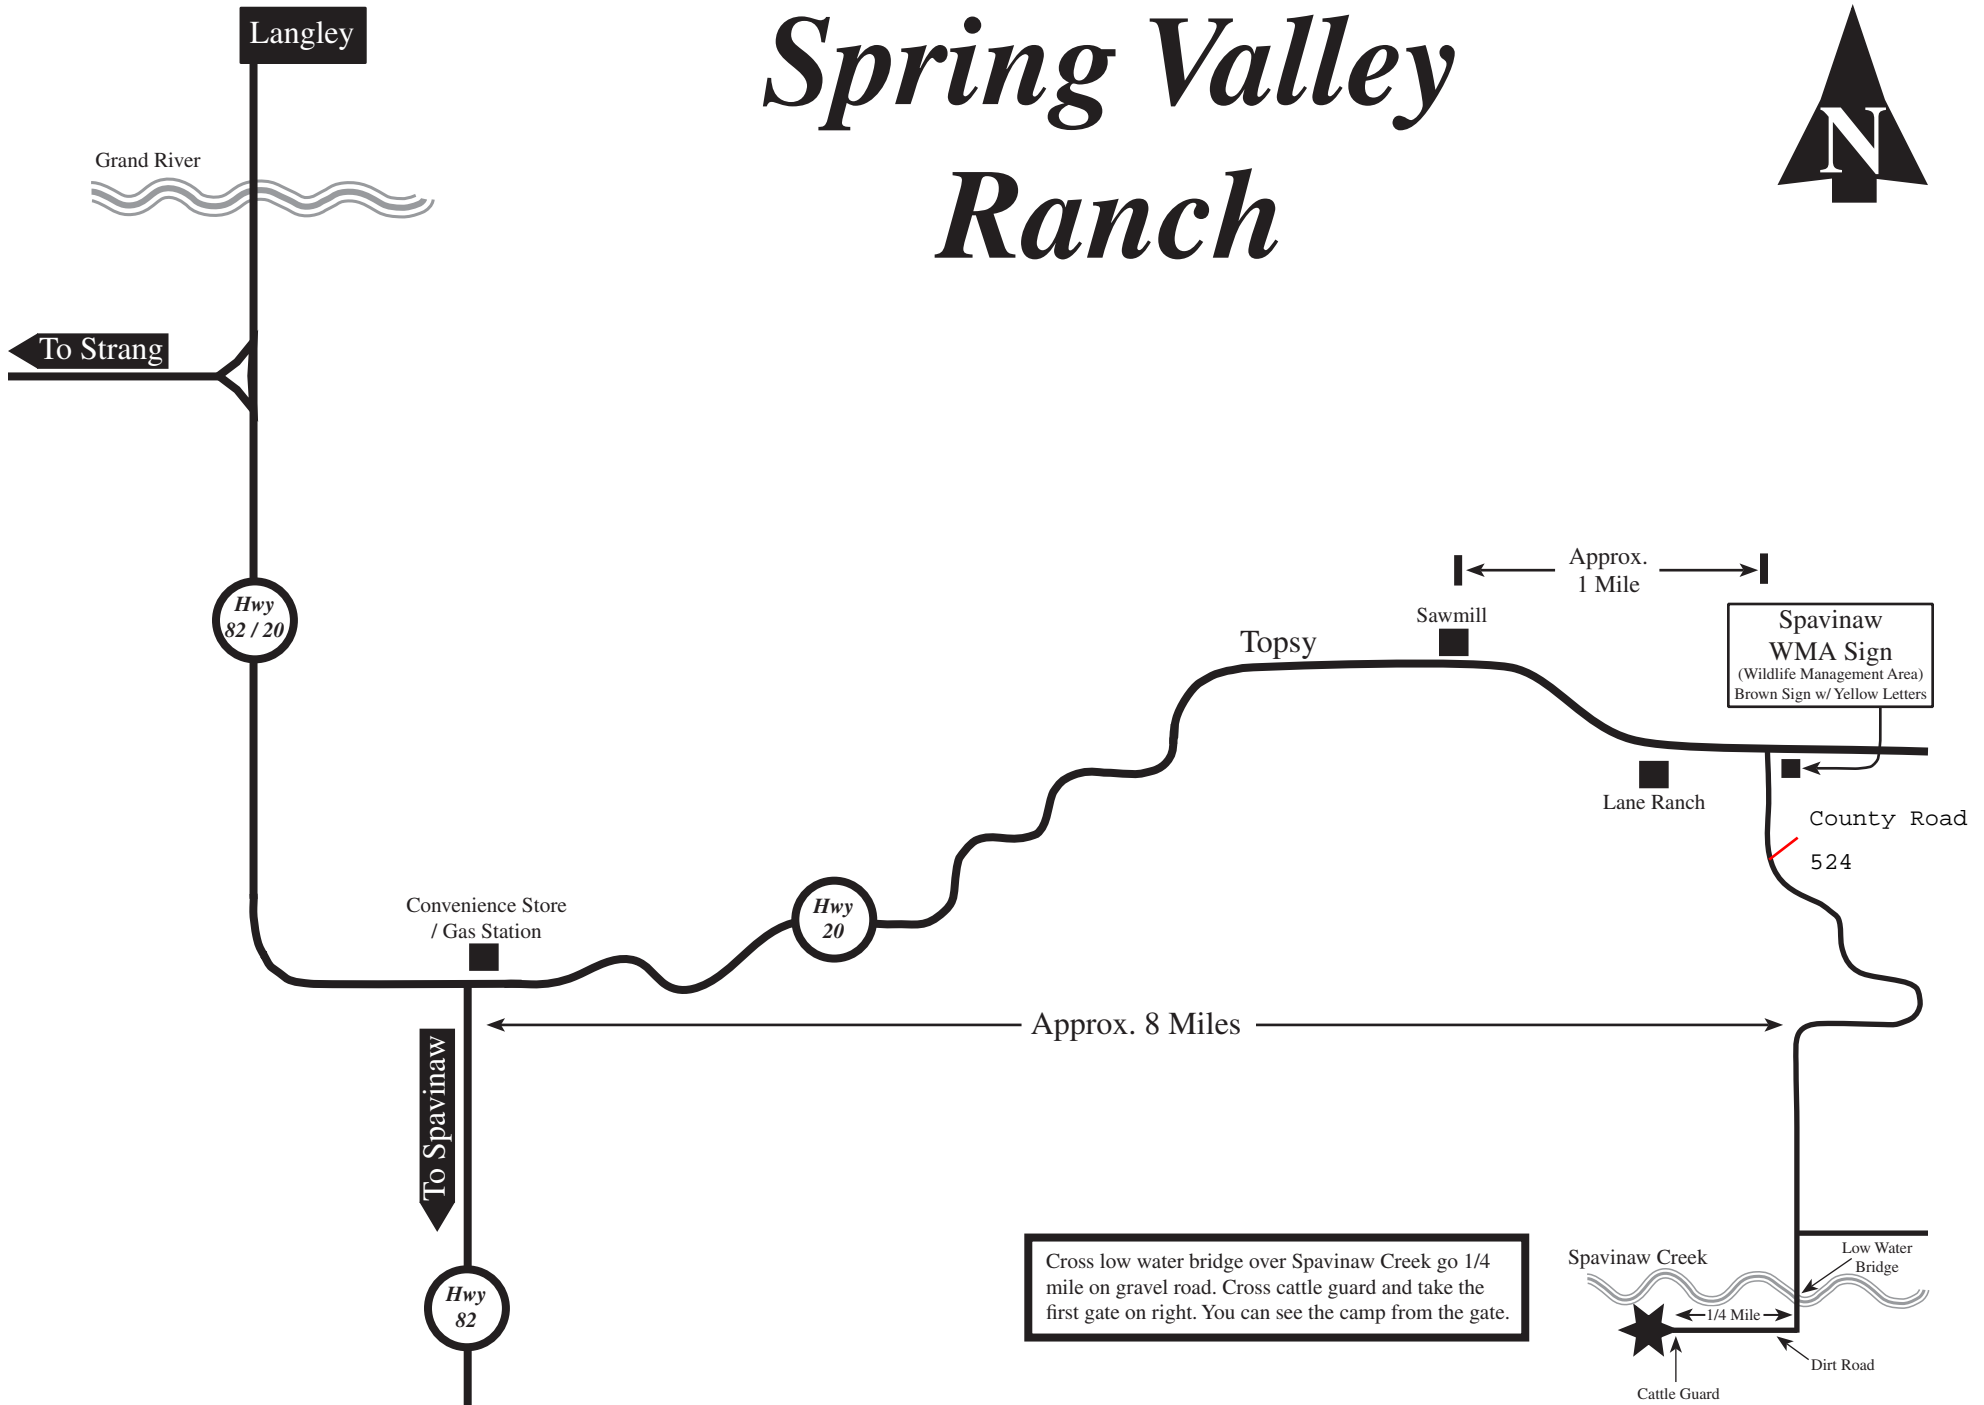 Langley
Spring Valley
Ranch
N
Grand River
To Strang
Hwy
82 / 20
Approx.
1 Mile
Sawmill
Topsy
Spavinaw
WMA Sign
(Wildlife Management Area)
Brown Sign w/ Yellow Letters
Lane Ranch
County Road
524
Convenience Store
/ Gas Station
Hwy
20
Approx. 8 Miles
To Spavinaw
Hwy
82
Cross low water bridge over Spavinaw Creek go 1/4
mile on gravel road. Cross cattle guard and take the
first gate on right. You can see the camp from the gate.
Spavinaw Creek
Low Water
Bridge
1/4 Mile
Dirt Road
Cattle Guard